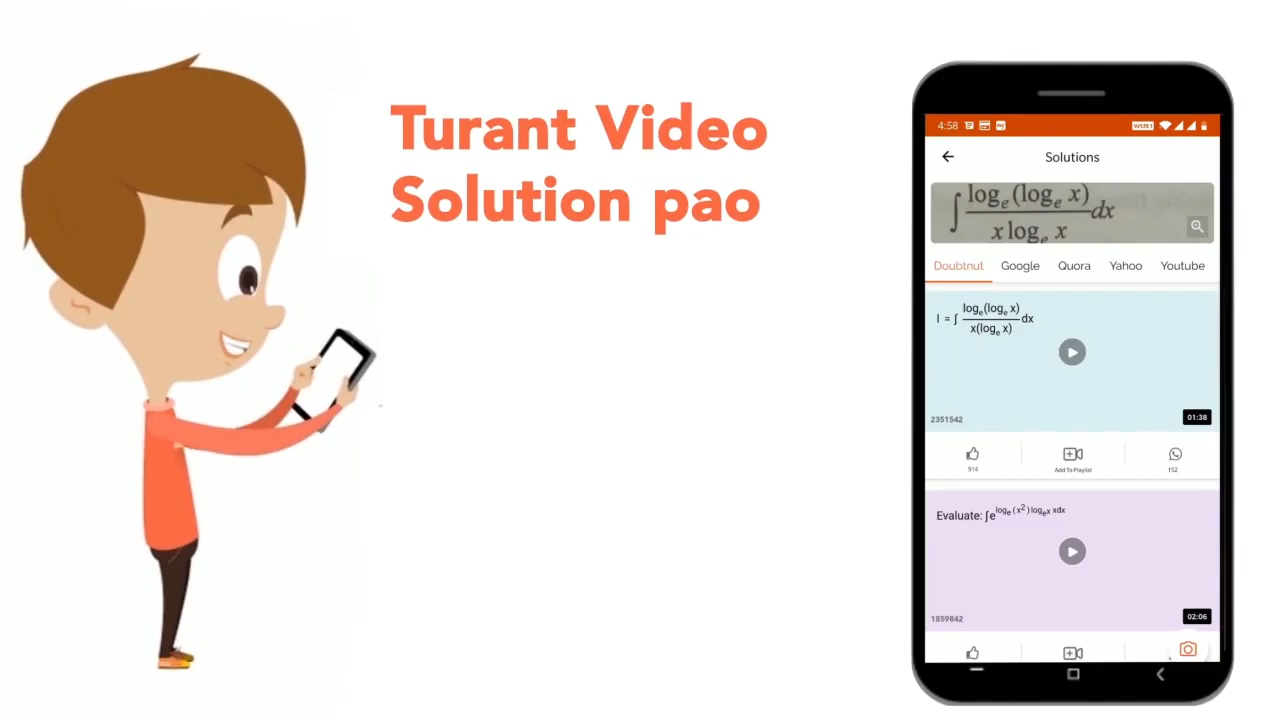 Turant Video
Solution pao
4:58
Solutions
∫ logₑ(logₑ x) / x logₑ x dx
Doubtnut Google Quora Yahoo Youtube
I = ∫ logₑ(logₑ x) / x(logₑ x) dx
2351542 01:38
914 Add To Playlist 152
Evaluate: ∫e^logₑ(x²)logₑx xdx
1859842 02:06